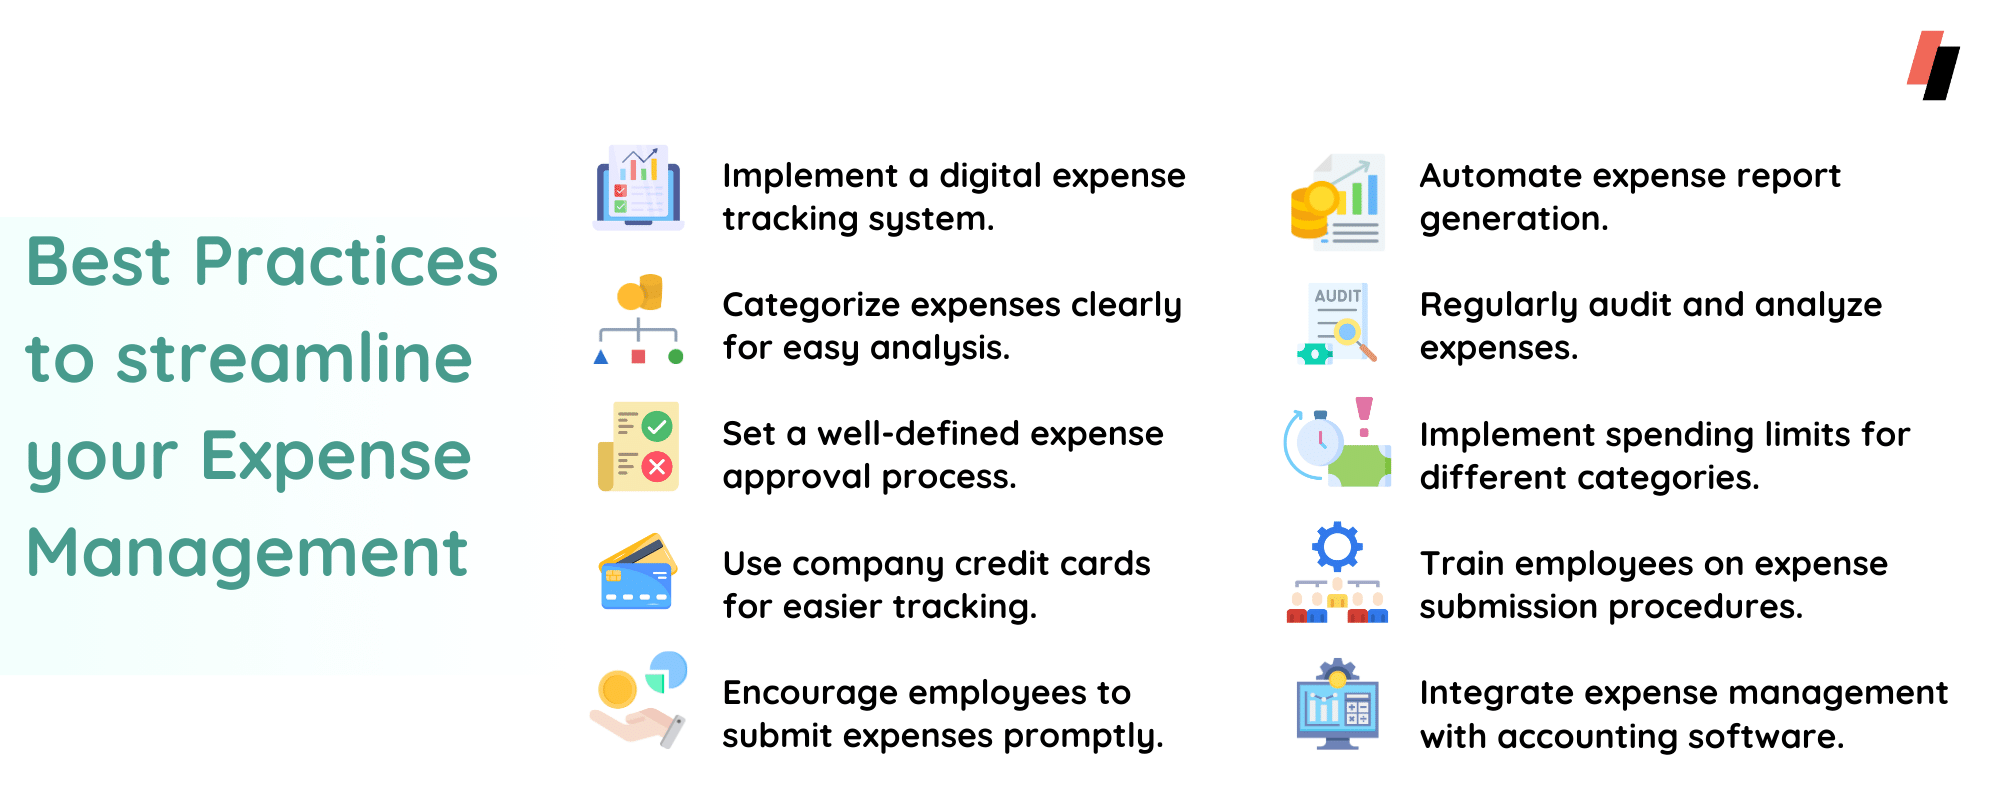 Best Practices
to streamline
your Expense
Management
Implement a digital expense
tracking system.
Categorize expenses clearly
for easy analysis.
Set a well-defined expense
approval process.
Use company credit cards
for easier tracking.
Encourage employees to
submit expenses promptly.
Automate expense report
generation.
AUDIT
Regularly audit and analyze
expenses.
Implement spending limits for
different categories.
Train employees on expense
submission procedures.
Integrate expense management
with accounting software.